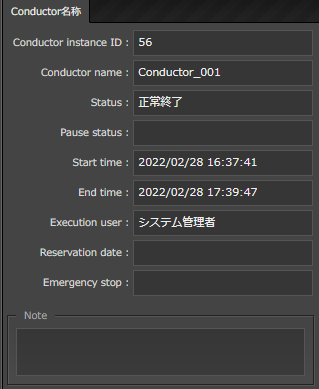 Conductor名称
Conductor instance ID : 56
Conductor name : Conductor_001
Status : 正常終了
Pause status :
Start time : 2022/02/28 16:37:41
End time : 2022/02/28 17:39:47
Execution user : システム管理者
Reservation date :
Emergency stop :
Note